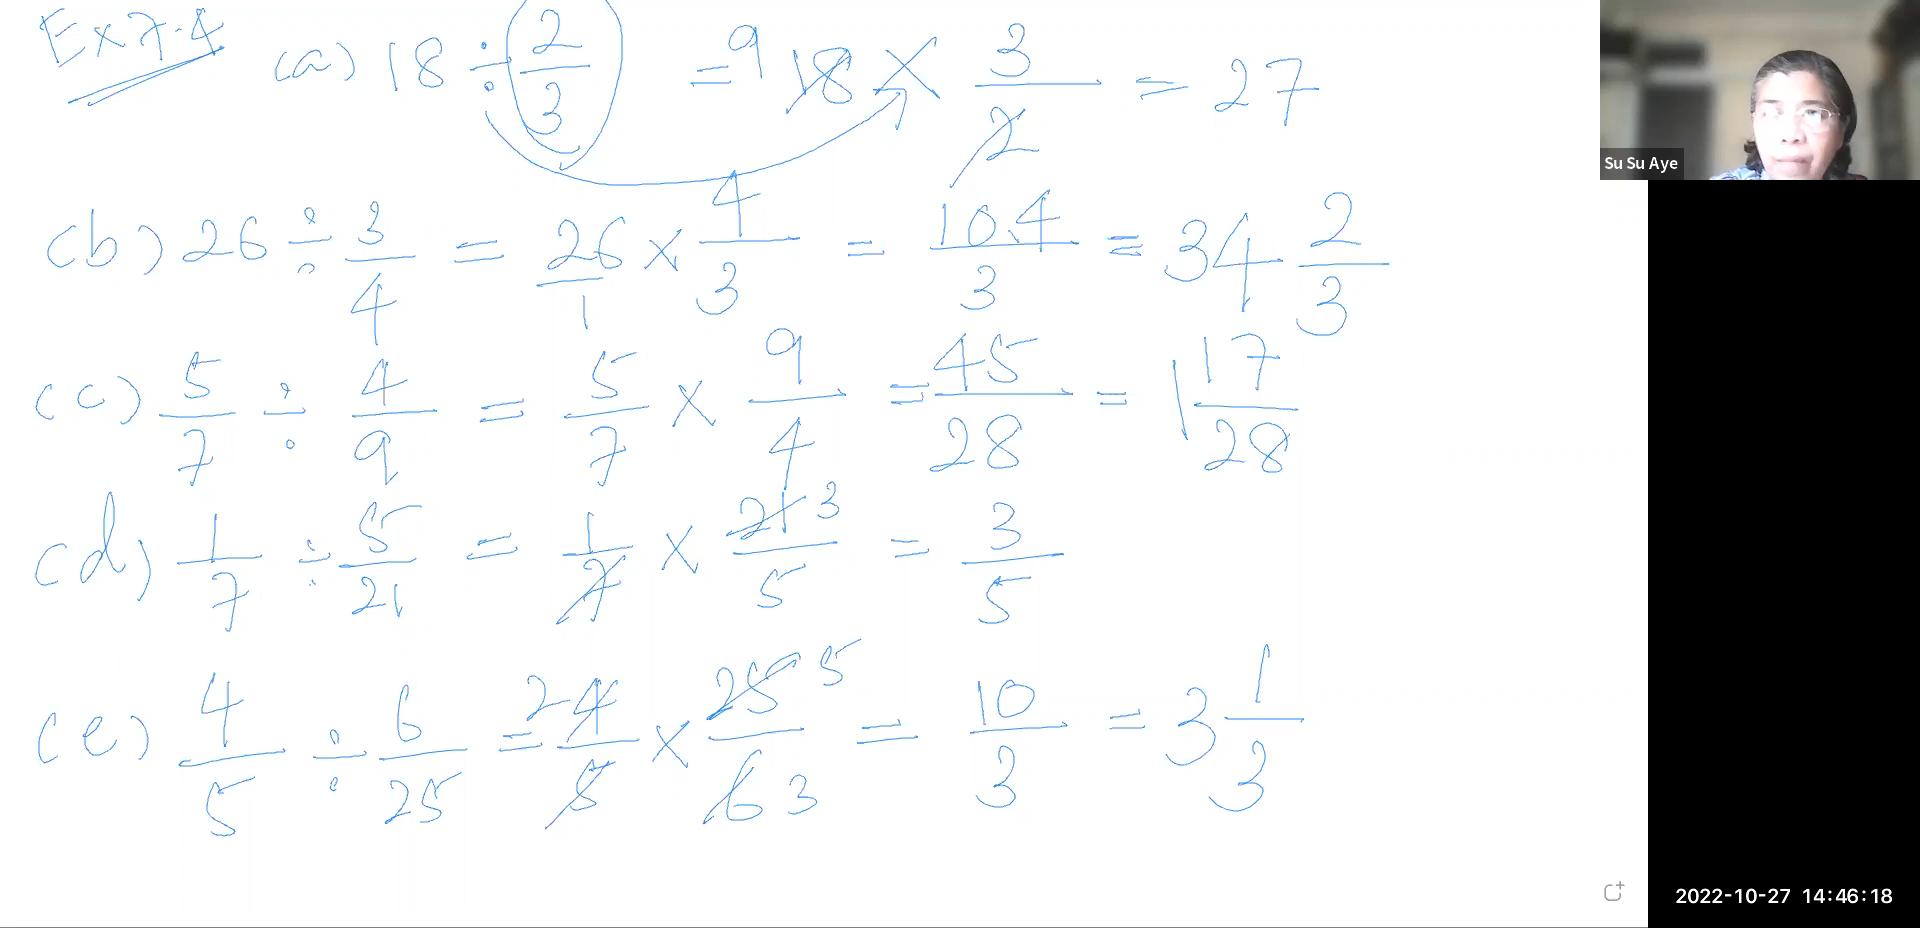 Ex 7.4
(a) 18 ÷ 2/3 = 9 18 × 3/2 = 27
(b) 26 ÷ 3/4 = 26/1 × 4/3 = 104/3 = 34 2/3
(c) 5/7 ÷ 4/9 = 5/7 × 9/4 = 45/28 = 1 17/28
(d) 1/7 ÷ 5/21 = 1/7 × 21 3/5 = 3/5
(e) 4/5 ÷ 6/25 = 2 4/5 × 25 5/6 3 = 10/3 = 3 1/3
Su Su Aye
2022-10-27 14:46:18